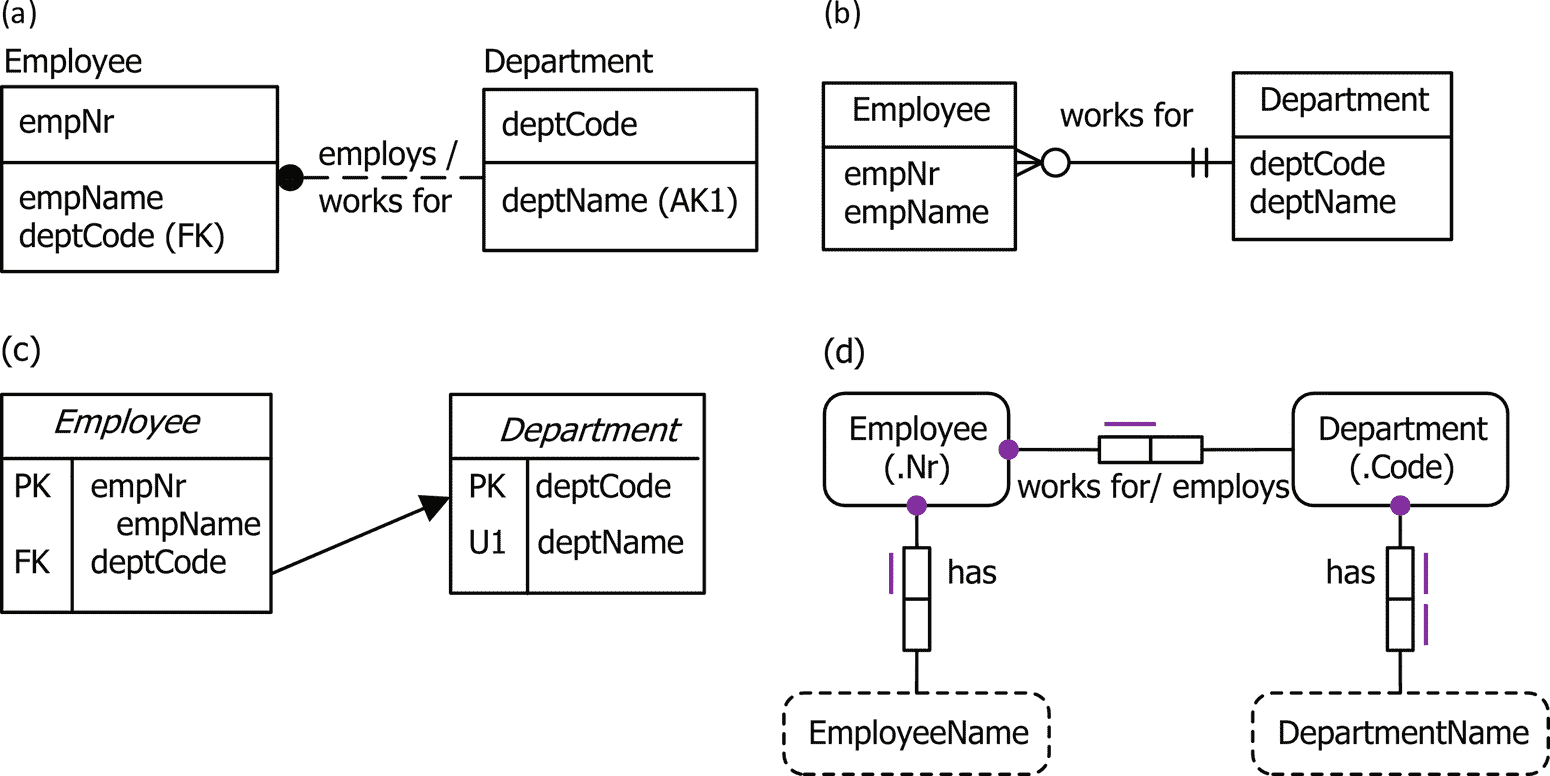 (a)
Employee
empNr
empName
deptCode (FK)
employs /
works for
Department
deptCode
deptName (AK1)
(b)
Employee
empNr
empName
works for
Department
deptCode
deptName
(c)
Employee
PK empNr
empName
FK deptCode
Department
PK deptCode
U1 deptName
(d)
Employee
(.Nr)
works for/ employs
Department
(.Code)
has
has
EmployeeName
DepartmentName